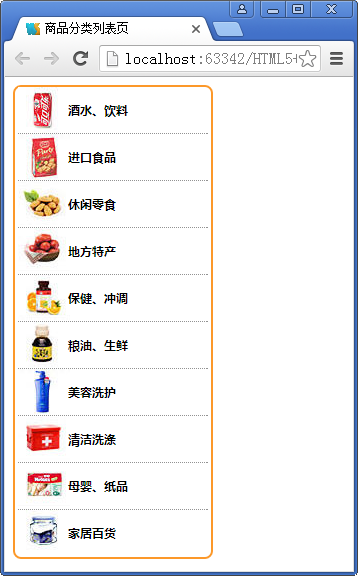 商品分类列表页
localhost:63342/HTML5
酒水、饮料
进口食品
休闲零食
地方特产
保健、冲调
粮油、生鲜
美容洗护
清洁洗涤
母婴、纸品
家居百货